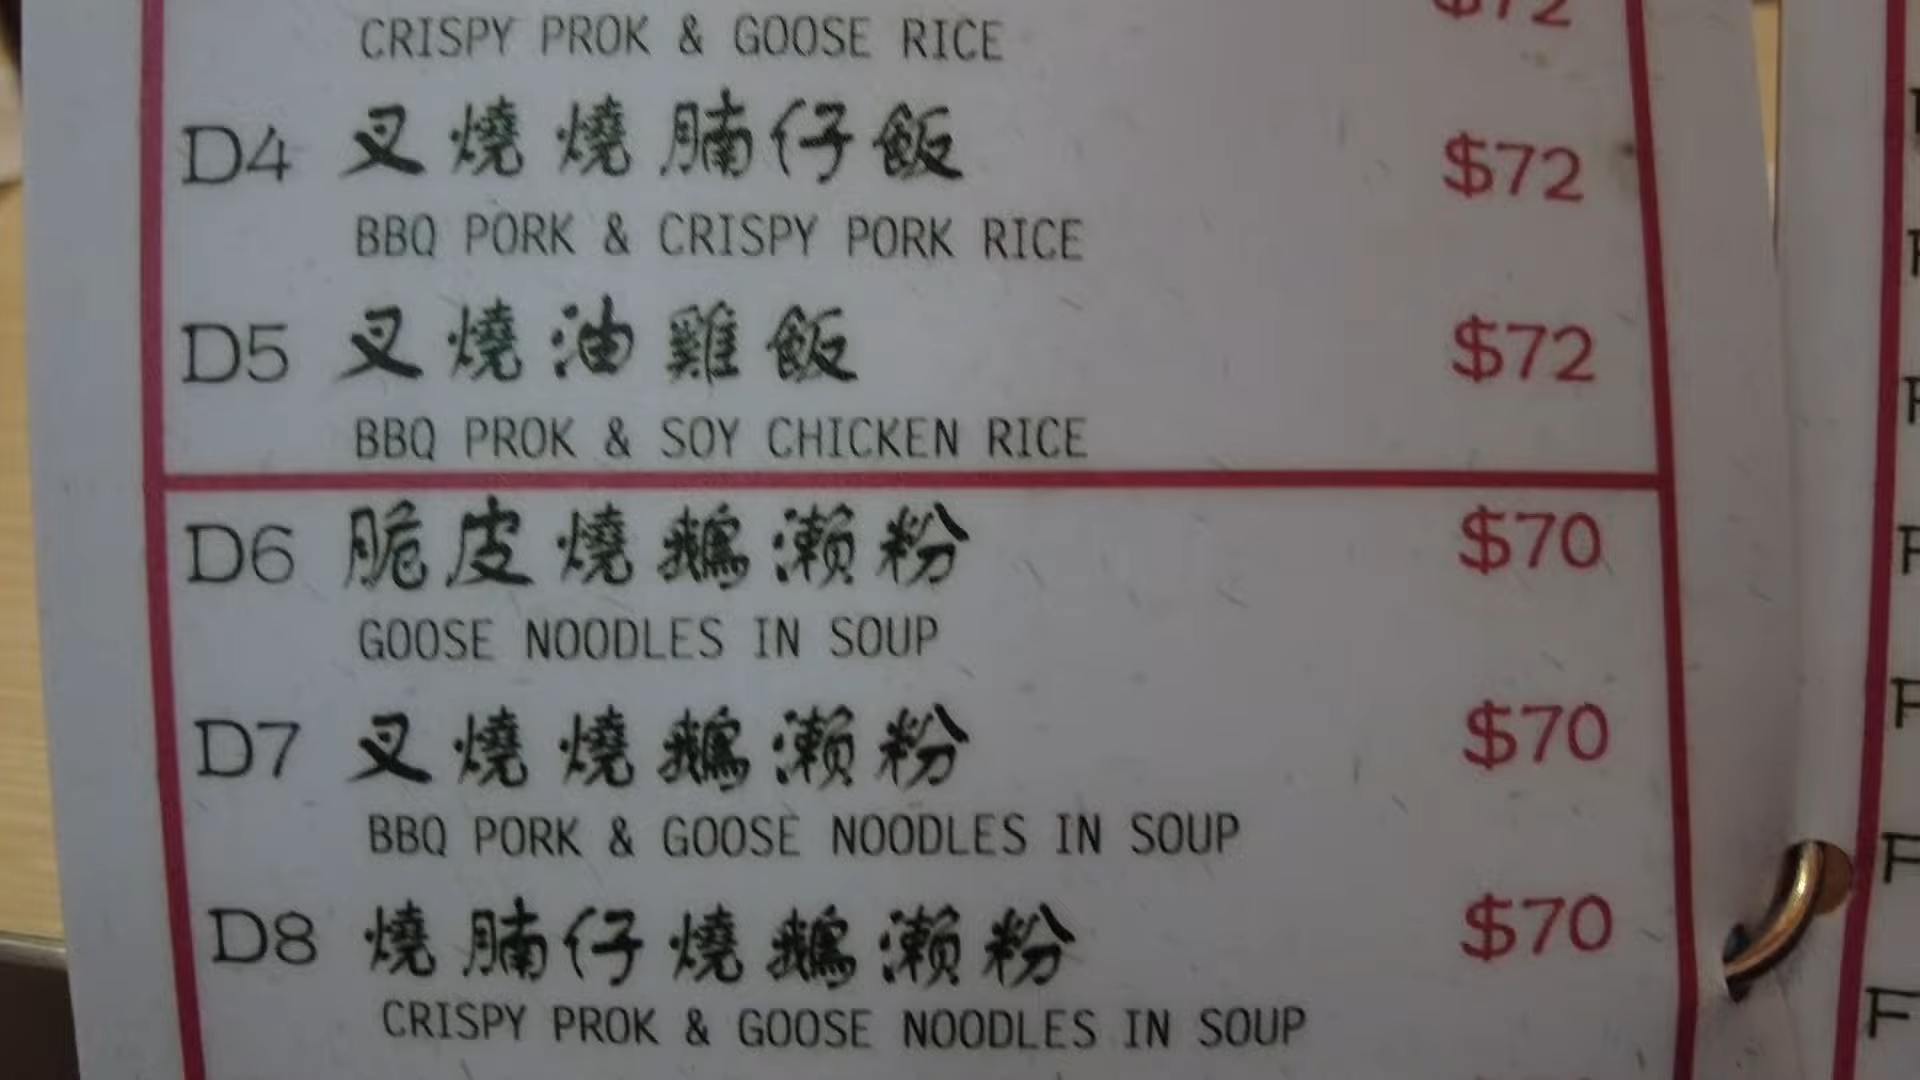 $72
CRISPY PROK & GOOSE RICE
D4 叉燒燒腩仔飯 $72
BBQ PORK & CRISPY PORK RICE
D5 叉燒油雞飯 $72
BBQ PROK & SOY CHICKEN RICE
D6 脆皮燒鵝瀨粉 $70
GOOSE NOODLES IN SOUP
D7 叉燒燒鵝瀨粉 $70
BBQ PORK & GOOSE NOODLES IN SOUP
D8 燒腩仔燒鵝瀨粉 $70
CRISPY PROK & GOOSE NOODLES IN SOUP